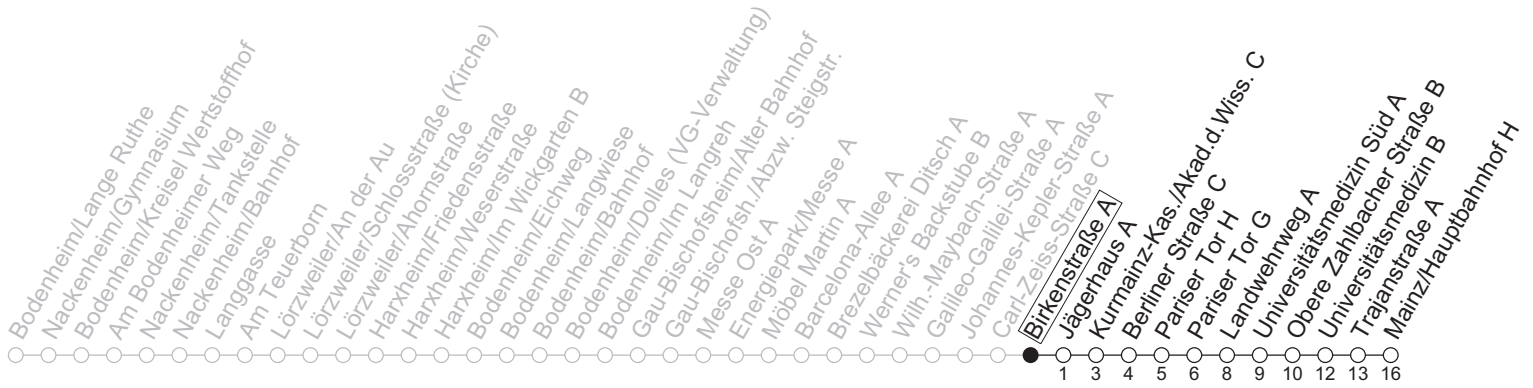 Bodenheim/Lange Ruthe
Nackenheim/Gymnasium
Bodenheim/Kreisel Wertstoffhof
Am Bodenheimer Weg
Nackenheim/Tankstelle
Nackenheim/Bahnhof
Langgasse
Am Teuerborn
Lörzweiler/An der Au
Lörzweiler/Schlossstraße (Kirche)
Lörzweiler/Ahornstraße
Harxheim/Friedensstraße
Harxheim/Weserstraße
Harxheim/Im Wickgarten B
Bodenheim/Eichweg
Bodenheim/Langwiese
Bodenheim/Bahnhof
Bodenheim/Dolles (VG-Verwaltung)
Bodenheim/Im Langreh
Gau-Bischofsheim/Alter Bahnhof
Gau-Bischofsh./Abzw. Steigstr.
Messe Ost A
Energiepark/Messe A
Möbel Martin A
Barcelona-Allee A
Brezelbäckerei Ditsch A
Werner's Backstube B
Wilh.-Maybach-Straße A
Galileo-Galilei-Straße A
Johannes-Kepler-Straße A
Carl-Zeiss-Straße C
Birkenstraße A
Jägerhaus A
Kurmainz-Kas./Akad.d.Wiss. C
Berliner Straße C
Pariser Tor H
Pariser Tor G
Landwehrweg A
Universitätsmedizin Süd A
Obere Zahlbacher Straße B
Universitätsmedizin B
Trajanstraße A
Mainz/Hauptbahnhof H
1 3 4 5 6 8 9 10 12 13 16